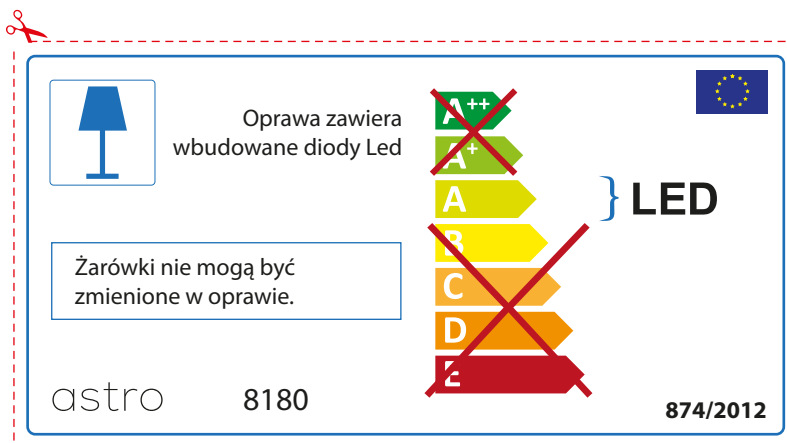 Oprawa zawiera
wbudowane diody Led
Żarówki nie mogą być
zmienione w oprawie.
A++
A+
A
B
C
D
E
LED
astro
8180
874/2012